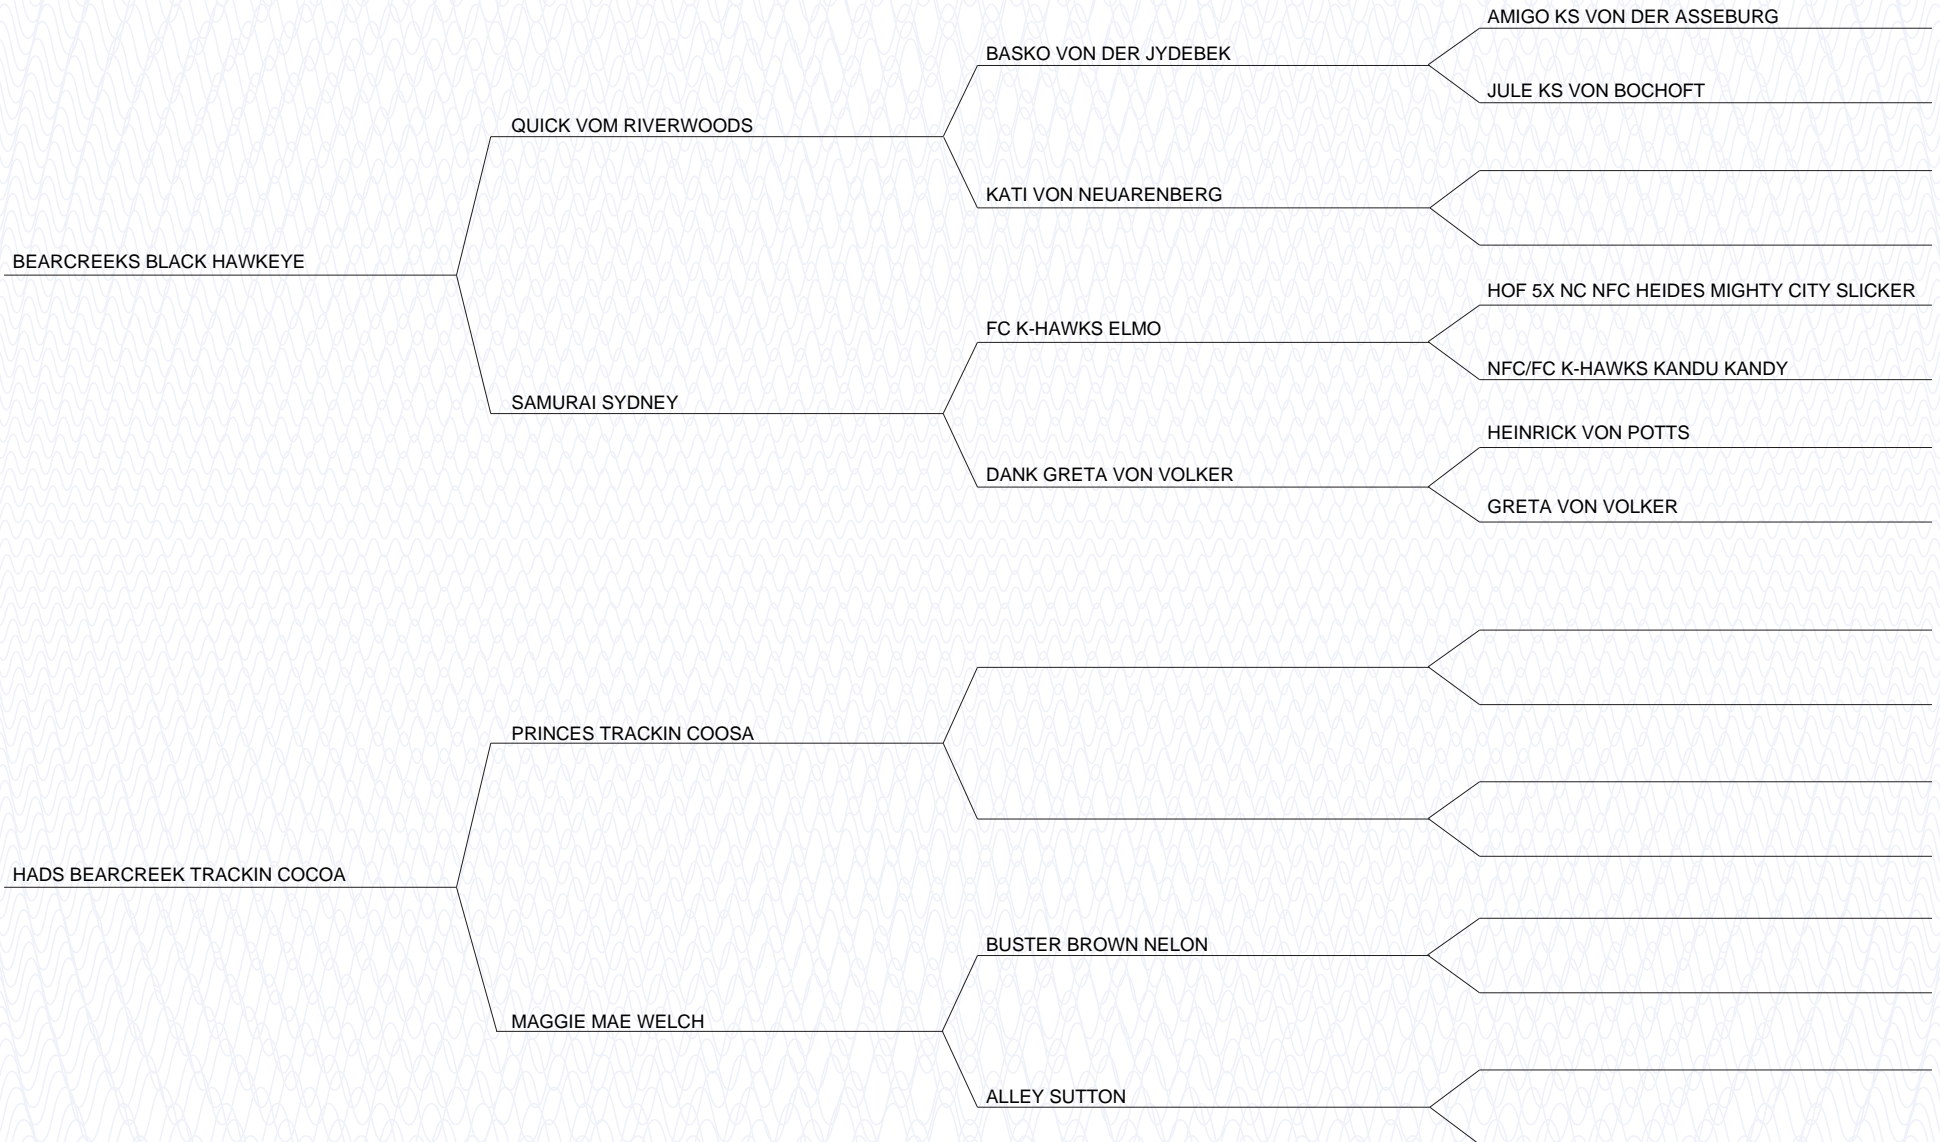 AMIGO KS VON DER ASSEBURG
BASKO VON DER JYDEBEK
JULE KS VON BOCHOFT
QUICK VOM RIVERWOODS
KATI VON NEUARENBERG
BEARCREEKS BLACK HAWKEYE
HOF 5X NC NFC HEIDES MIGHTY CITY SLICKER
FC K-HAWKS ELMO
NFC/FC K-HAWKS KANDU KANDY
SAMURAI SYDNEY
HEINRICK VON POTTS
DANK GRETA VON VOLKER
GRETA VON VOLKER
PRINCES TRACKIN COOSA
HADS BEARCREEK TRACKIN COCOA
BUSTER BROWN NELON
MAGGIE MAE WELCH
ALLEY SUTTON